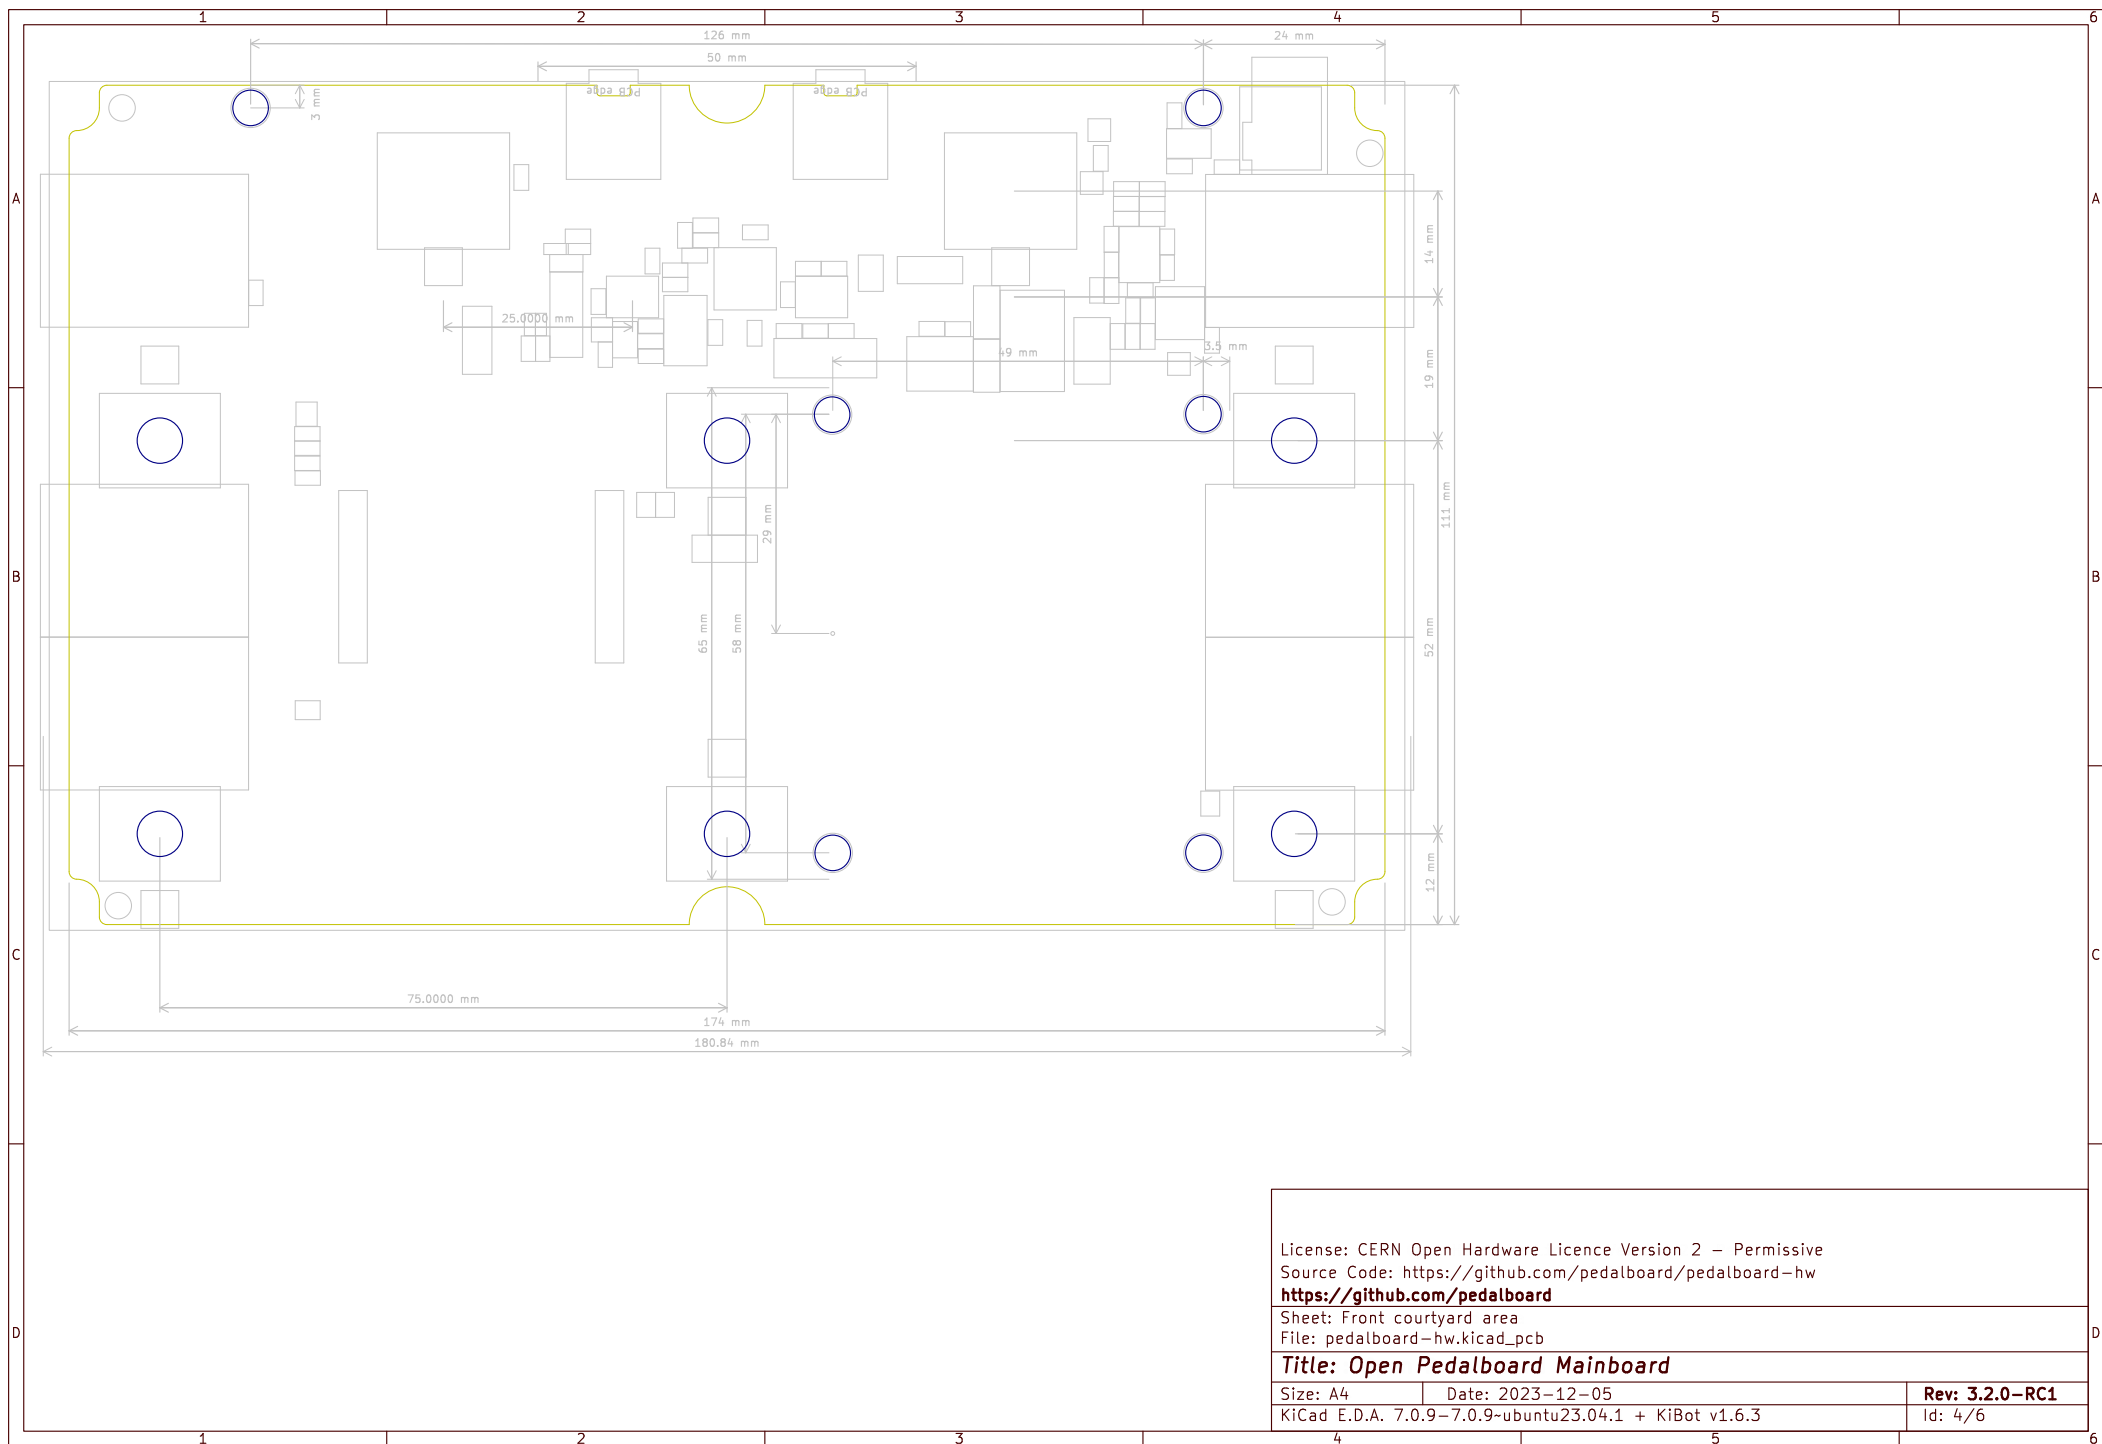 1 2 3 4 5 6
126 mm
24 mm
50 mm
3 mm
PCB edge
PCB edge
A
A
14 mm
25.0000 mm
49 mm
3.5 mm
19 mm
111 mm
29 mm
B
B
65 mm
58 mm
52 mm
12 mm
C
C
75.0000 mm
174 mm
180.84 mm
License: CERN Open Hardware Licence Version 2 - Permissive
Source Code: https://github.com/pedalboard/pedalboard-hw
https://github.com/pedalboard
Sheet: Front courtyard area
D
D
File: pedalboard-hw.kicad_pcb
Title: Open Pedalboard Mainboard
Size: A4 Date: 2023-12-05 Rev: 3.2.0-RC1
KiCad E.D.A. 7.0.9-7.0.9~ubuntu23.04.1 + KiBot v1.6.3 Id: 4/6
1 2 3 4 5 6